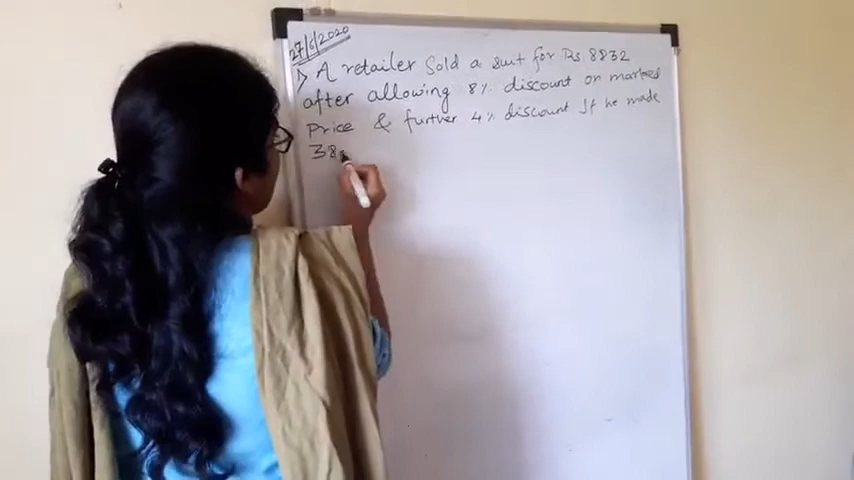 27/6/2020
1) A retailer Sold a suit for Rs 8832
after allowing 8% discount on marked
Price & further 4% discount If he made
38